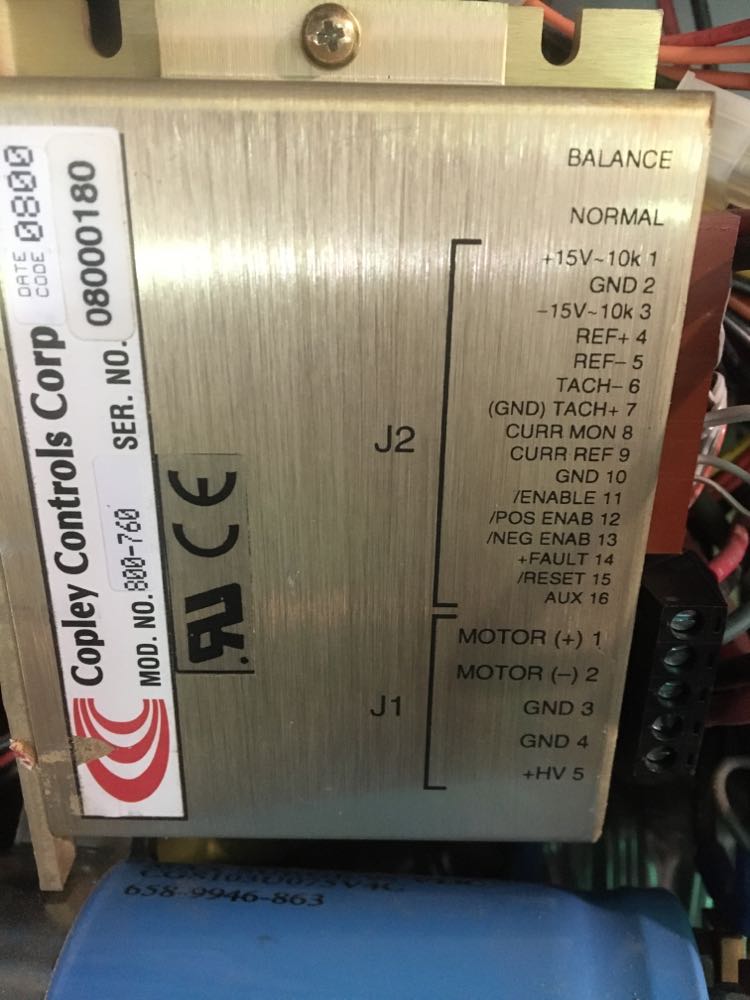 DATE
CODE 0800
08000180
Copley Controls Corp
SER. NO.
MOD. NO. 800-760
CE
BALANCE
NORMAL
J2
+15V~10k 1
GND 2
−15V~10k 3
REF+ 4
REF− 5
TACH− 6
(GND) TACH+ 7
CURR MON 8
CURR REF 9
GND 10
/ENABLE 11
/POS ENAB 12
/NEG ENAB 13
+FAULT 14
/RESET 15
AUX 16
J1
MOTOR (+) 1
MOTOR (−) 2
GND 3
GND 4
+HV 5
658-9946-863